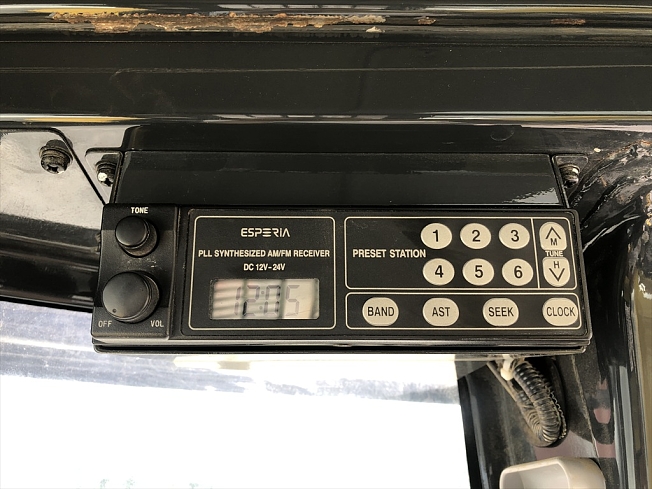 TONE
OFF VOL
ESPERIA
PLL SYNTHESIZED AM/FM RECEIVER
DC 12V-24V
PRESET STATION
1 2 3
4 5 6
M
TUNE
H
BAND AST SEEK CLOCK